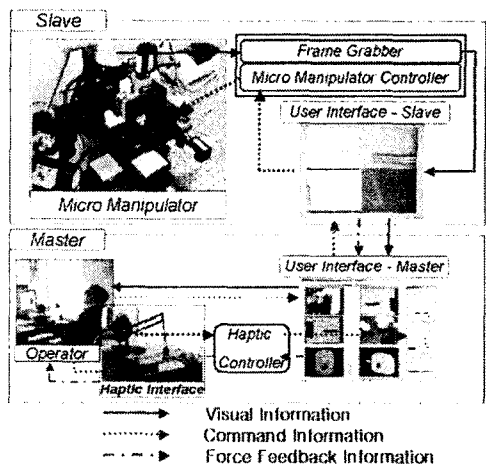 Slave
Frame Grabber
Micro Manipulator Controller
User Interface - Slave
Micro Manipulator
Master
User Interface - Master
Haptic
Controller
Operator
Haptic Interface
Visual Information
Command Information
Force Feedback Information